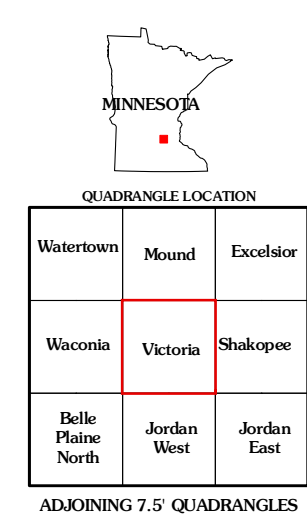 MINNESOTA
QUADRANGLE LOCATION
Watertown
Mound
Excelsior
Waconia
Victoria
Shakopee
Belle
Plaine
North
Jordan
West
Jordan
East
ADJOINING 7.5' QUADRANGLES